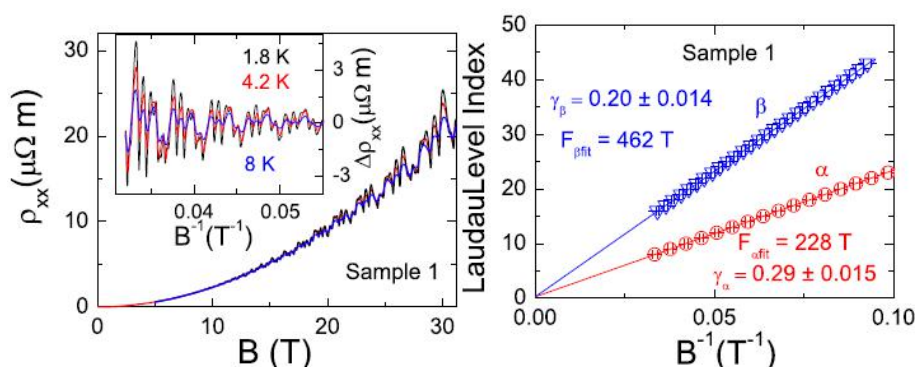 30
20
10
0
ρxx(μΩ m)
1.8 K
4.2 K
8 K
3
0
-3
Δρxx(μΩ m)
0.04
0.05
B⁻¹(T⁻¹)
Sample 1
0
10
20
30
B (T)
50
40
30
20
10
0
LaudauLevel Index
Sample 1
γβ = 0.20 ± 0.014
β
Fβfit = 462 T
α
Fαfit = 228 T
γα = 0.29 ± 0.015
0.00
0.05
0.10
B⁻¹(T⁻¹)